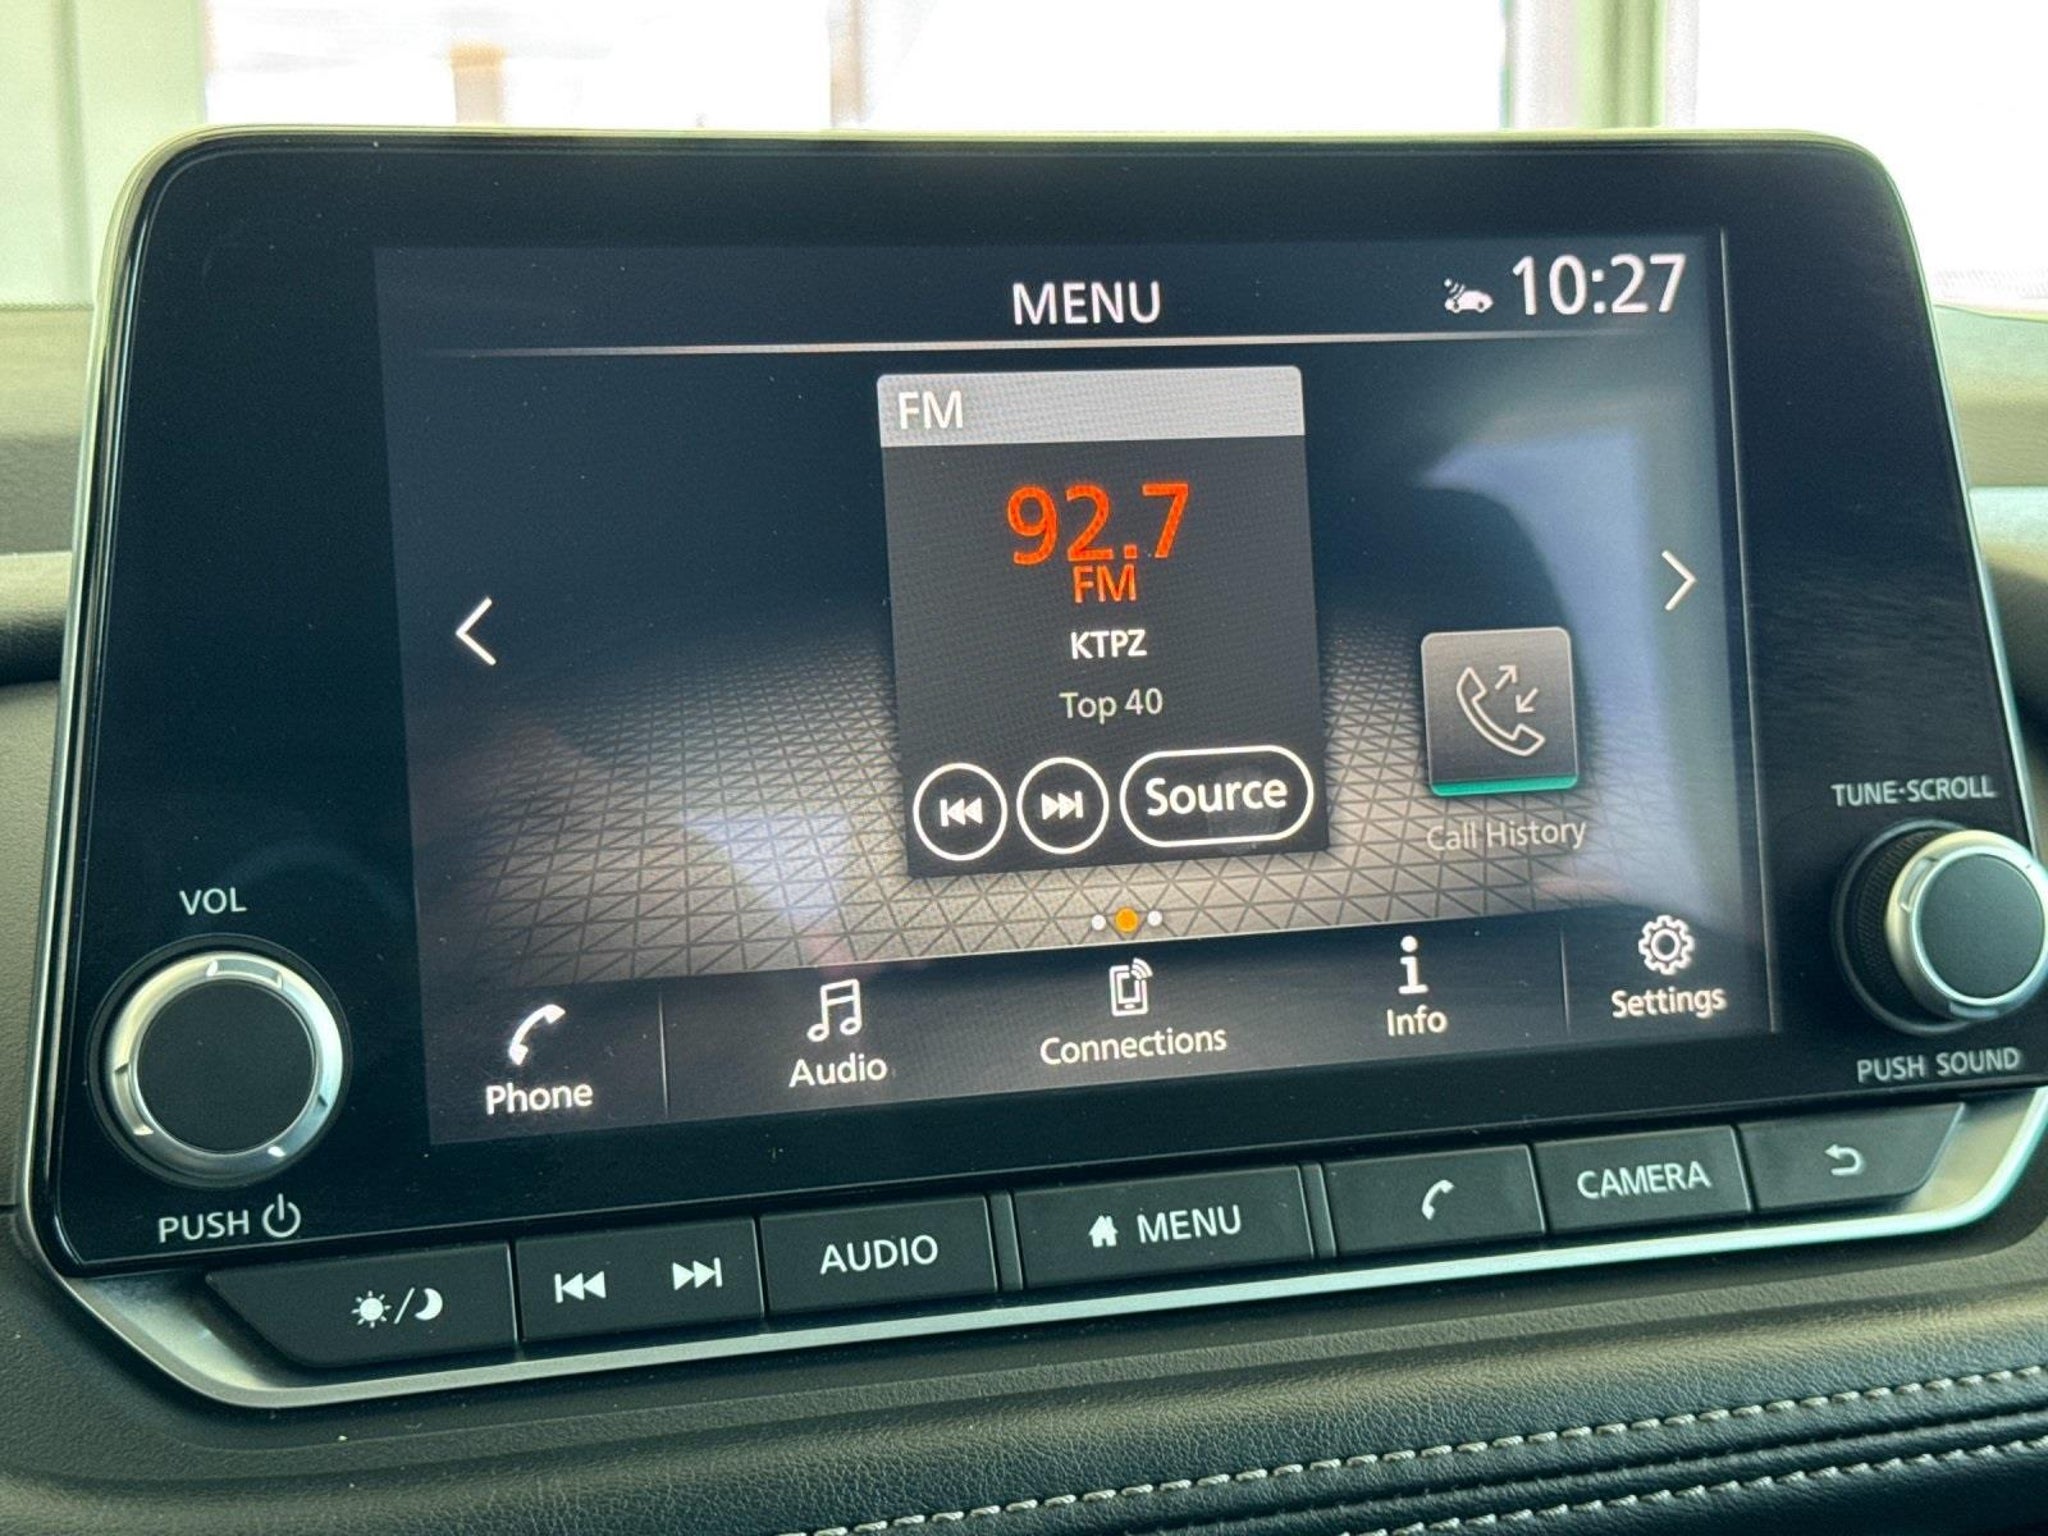 MENU
10:27
FM
92.7
FM
KTPZ
Top 40
Source
Call History
Phone
Audio
Connections
Info
Settings
VOL
PUSH
TUNE·SCROLL
PUSH SOUND
AUDIO
MENU
CAMERA